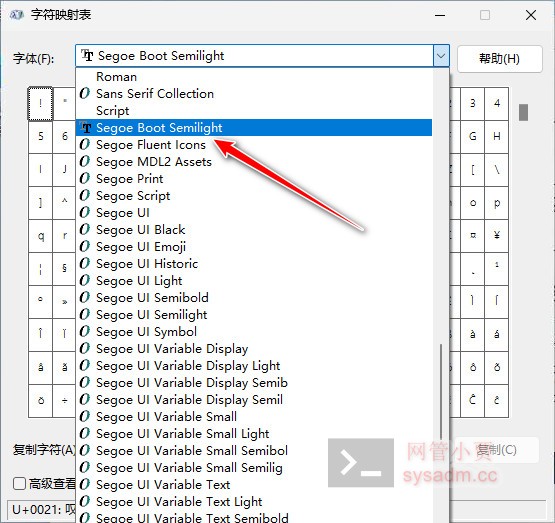 字符映射表
字体(F):
Segoe Boot Semilight
帮助(H)
Roman
Sans Serif Collection
Script
Segoe Boot Semilight
Segoe Fluent Icons
Segoe MDL2 Assets
Segoe Print
Segoe Script
Segoe UI
Segoe UI Black
Segoe UI Emoji
Segoe UI Historic
Segoe UI Light
Segoe UI Semibold
Segoe UI Semilight
Segoe UI Symbol
Segoe UI Variable Display
Segoe UI Variable Display Light
Segoe UI Variable Display Semib
Segoe UI Variable Display Semil
Segoe UI Variable Small
Segoe UI Variable Small Light
Segoe UI Variable Small Semibol
Segoe UI Variable Small Semilig
Segoe UI Variable Text
Segoe UI Variable Text Light
Segoe UI Variable Text Semibold
! " 3 4
5 6 G H
I J [ \
] ^ o p
q r ¤ ¥
¦ § ¸ ¹
º » Í
Î Ï à á
â ã ô õ
ö ÷ Ĉ ĉ
复制字符(A)
复制(C)
高级查看
U+0021:
网管小贾
sysadm.cc